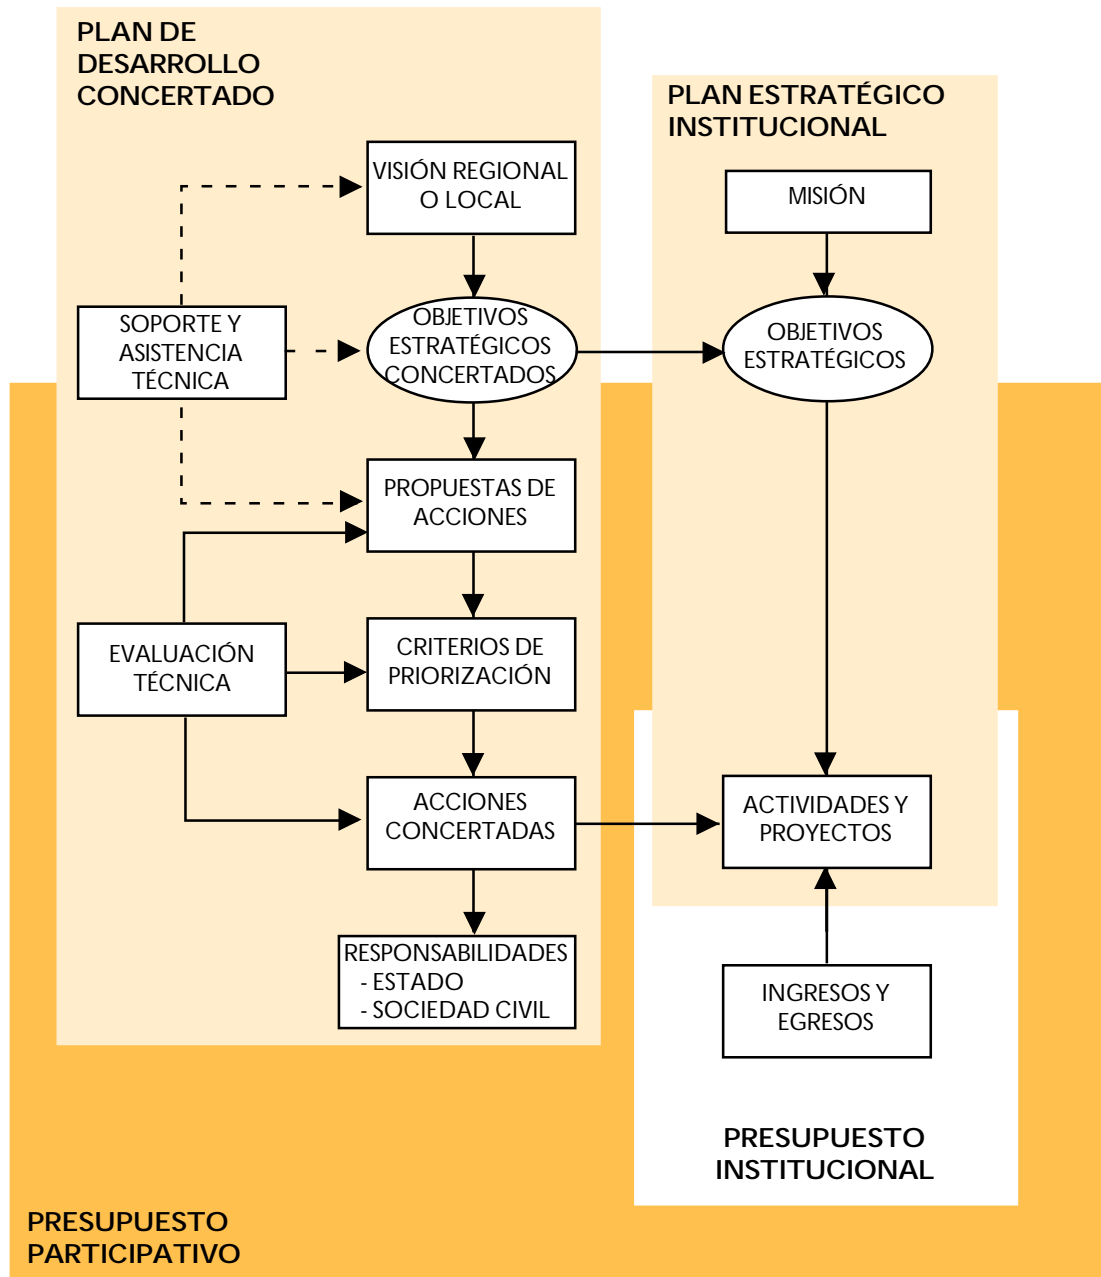 PLAN DE
DESARROLLO
CONCERTADO
VISIÓN REGIONAL
O LOCAL
SOPORTE Y
ASISTENCIA
TÉCNICA
OBJETIVOS
ESTRATÉGICOS
CONCERTADOS
PROPUESTAS DE
ACCIONES
EVALUACIÓN
TÉCNICA
CRITERIOS DE
PRIORIZACIÓN
ACCIONES
CONCERTADAS
RESPONSABILIDADES
- ESTADO
- SOCIEDAD CIVIL
PLAN ESTRATÉGICO
INSTITUCIONAL
MISIÓN
OBJETIVOS
ESTRATÉGICOS
ACTIVIDADES Y
PROYECTOS
INGRESOS Y
EGRESOS
PRESUPUESTO
INSTITUCIONAL
PRESUPUESTO
PARTICIPATIVO